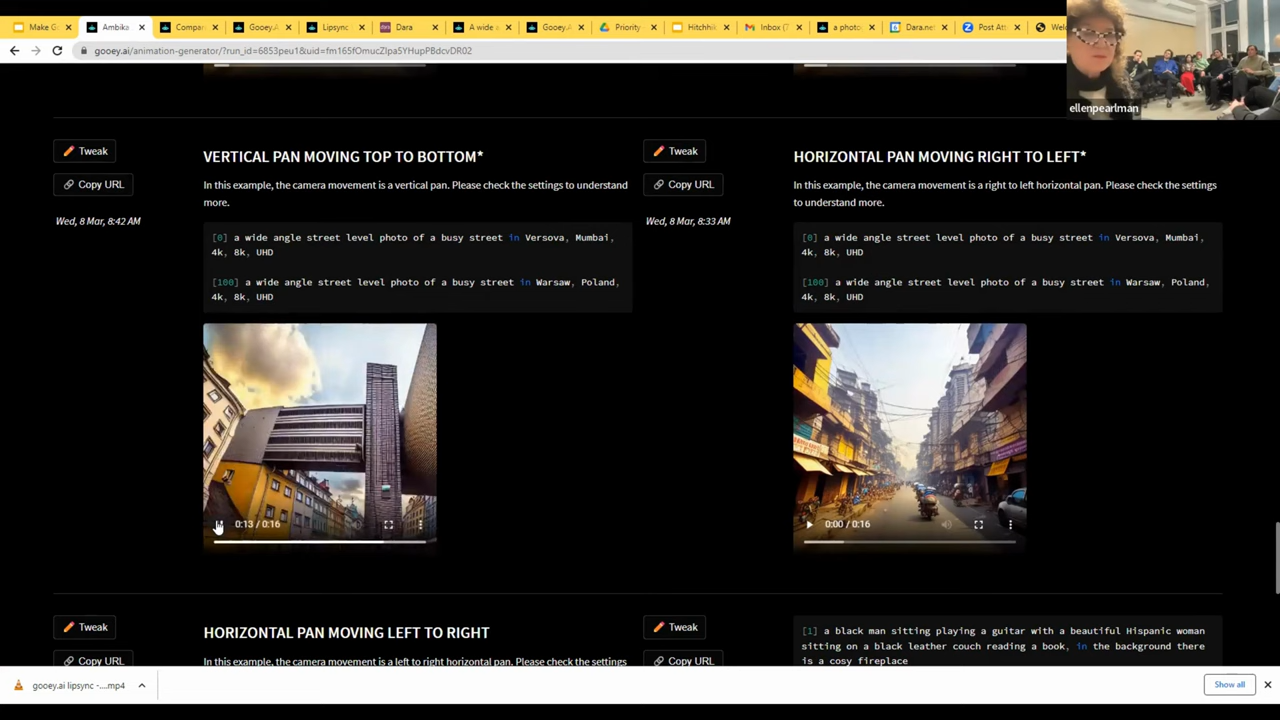 Make G
Ambika
Compar
Gooey.A
Lipsync
Dara
A wide a
Gooey.A
Priority
Hitchhik
Inbox (7
a photo
Dara.ne
Post Att
Welc
gooey.ai/animation-generator/?run_id=6853peu1&uid=fm165fOmucZlpa5YHupPBdcvDR02
ellenpearlman
Tweak
Copy URL
Wed, 8 Mar, 8:42 AM
VERTICAL PAN MOVING TOP TO BOTTOM*
In this example, the camera movement is a vertical pan. Please check the settings to understand
more.
[0] a wide angle street level photo of a busy street in Versova, Mumbai,
4k, 8k, UHD
[100] a wide angle street level photo of a busy street in Warsaw, Poland,
4k, 8k, UHD
0:13 / 0:16
Tweak
Copy URL
Wed, 8 Mar, 8:33 AM
HORIZONTAL PAN MOVING RIGHT TO LEFT*
In this example, the camera movement is a right to left horizontal pan. Please check the settings
to understand more.
[0] a wide angle street level photo of a busy street in Versova, Mumbai,
4k, 8k, UHD
[100] a wide angle street level photo of a busy street in Warsaw, Poland,
4k, 8k, UHD
0:00 / 0:16
Tweak
Copy URL
HORIZONTAL PAN MOVING LEFT TO RIGHT
In this example, the camera movement is a left to right horizontal pan. Please check the settings
Tweak
Copy URL
[1] a black man sitting playing a guitar with a beautiful Hispanic woman
sitting on a black leather couch reading a book, in the background there
is a cosy fireplace
gooey.ai lipsync -....mp4
Show all